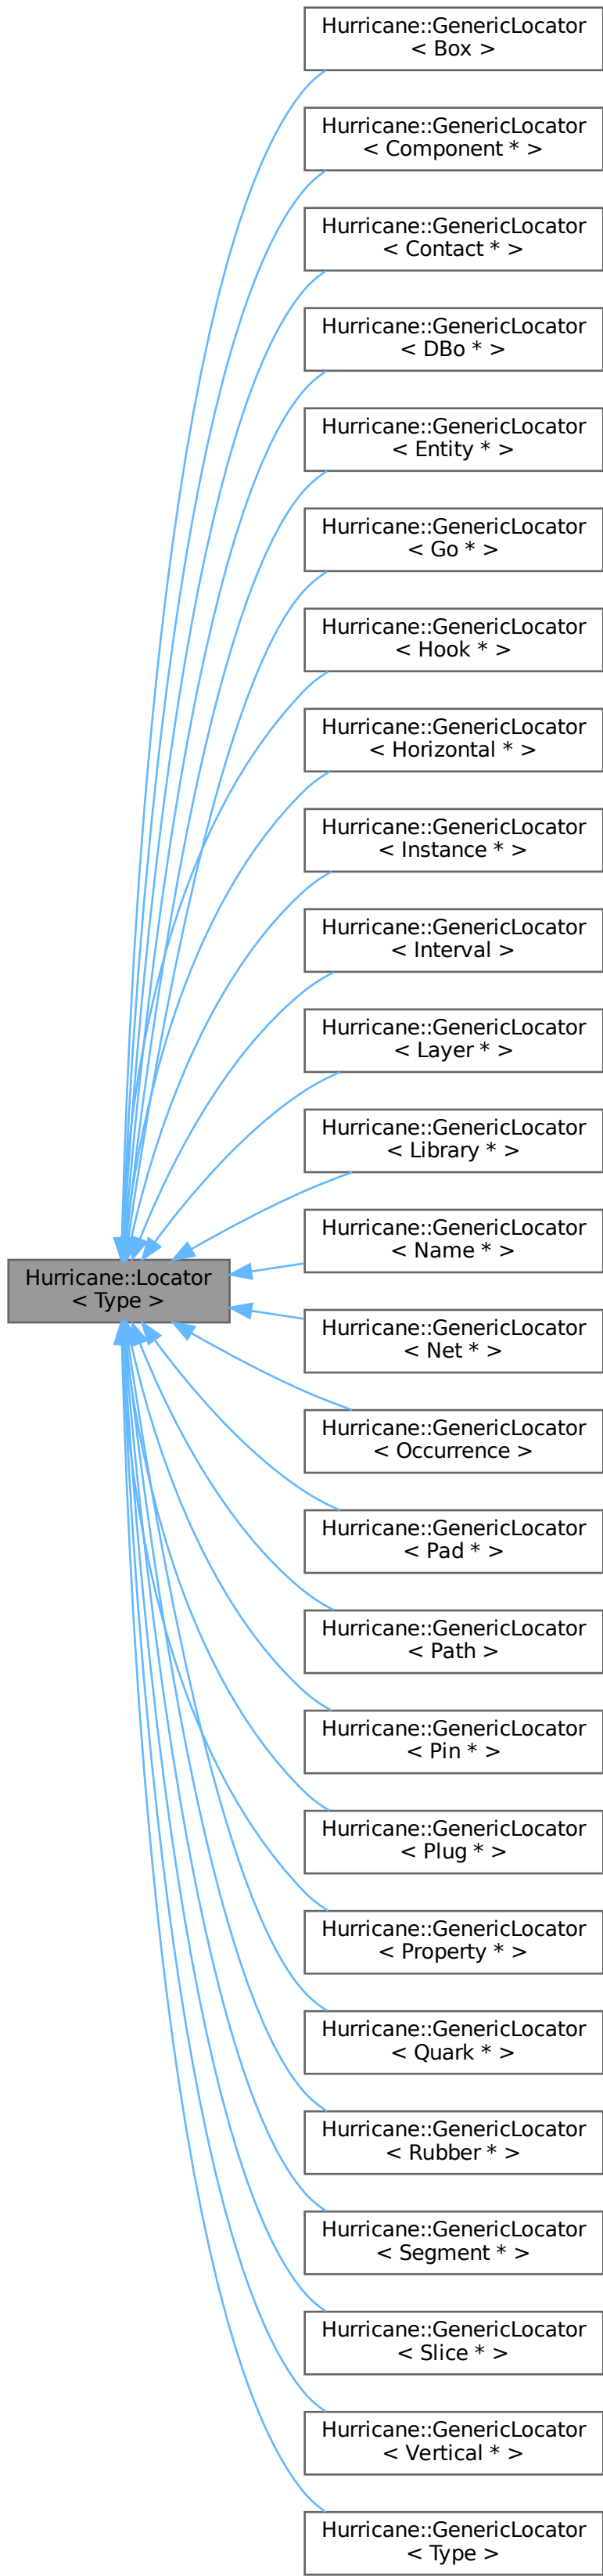 Hurricane::GenericLocator
< Box >
Hurricane::GenericLocator
< Component * >
Hurricane::GenericLocator
< Contact * >
Hurricane::GenericLocator
< DBo * >
Hurricane::GenericLocator
< Entity * >
Hurricane::GenericLocator
< Go * >
Hurricane::GenericLocator
< Hook * >
Hurricane::GenericLocator
< Horizontal * >
Hurricane::GenericLocator
< Instance * >
Hurricane::GenericLocator
< Interval >
Hurricane::GenericLocator
< Layer * >
Hurricane::GenericLocator
< Library * >
Hurricane::GenericLocator
< Name * >
Hurricane::Locator
< Type >
Hurricane::GenericLocator
< Net * >
Hurricane::GenericLocator
< Occurrence >
Hurricane::GenericLocator
< Pad * >
Hurricane::GenericLocator
< Path >
Hurricane::GenericLocator
< Pin * >
Hurricane::GenericLocator
< Plug * >
Hurricane::GenericLocator
< Property * >
Hurricane::GenericLocator
< Quark * >
Hurricane::GenericLocator
< Rubber * >
Hurricane::GenericLocator
< Segment * >
Hurricane::GenericLocator
< Slice * >
Hurricane::GenericLocator
< Vertical * >
Hurricane::GenericLocator
< Type >